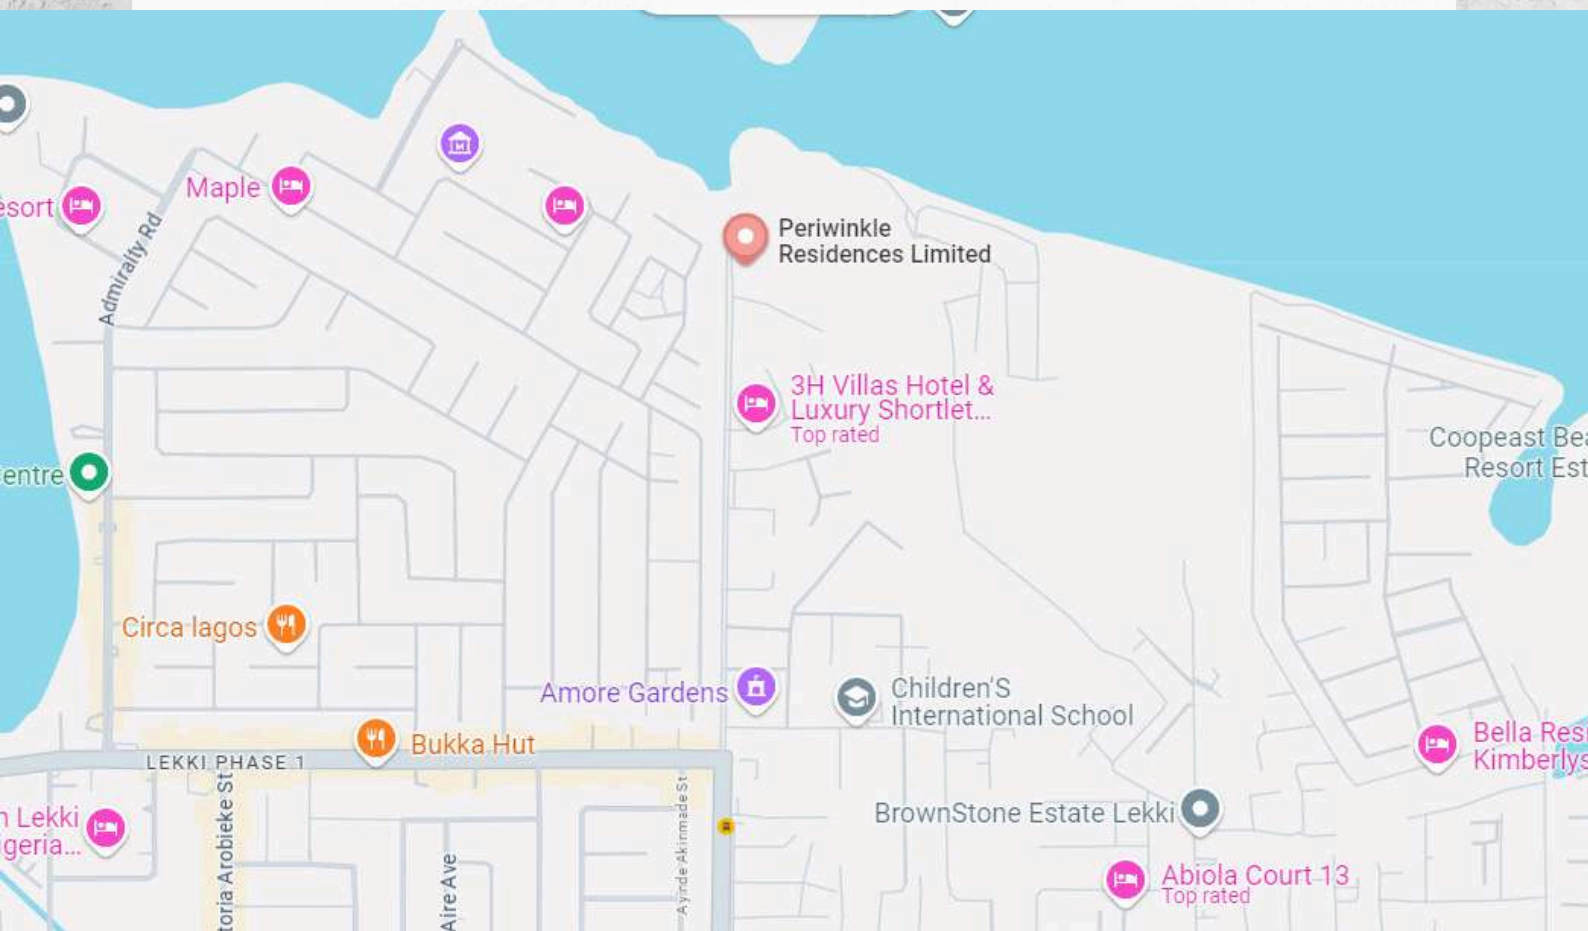 Maple
esort
Admiralty Rd
Periwinkle
Residences Limited
3H Villas Hotel &
Luxury Shortlet...
Top rated
Coopeast Bea
Resort Est
entre
Circa lagos
Amore Gardens
Children'S
International School
Bukka Hut
Bella Resi
Kimberlys
LEKKI PHASE 1
BrownStone Estate Lekki
n Lekki
igeria...
toria Arobieke St
Aire Ave
Ayinde Akinmade St
Abiola Court 13
Top rated